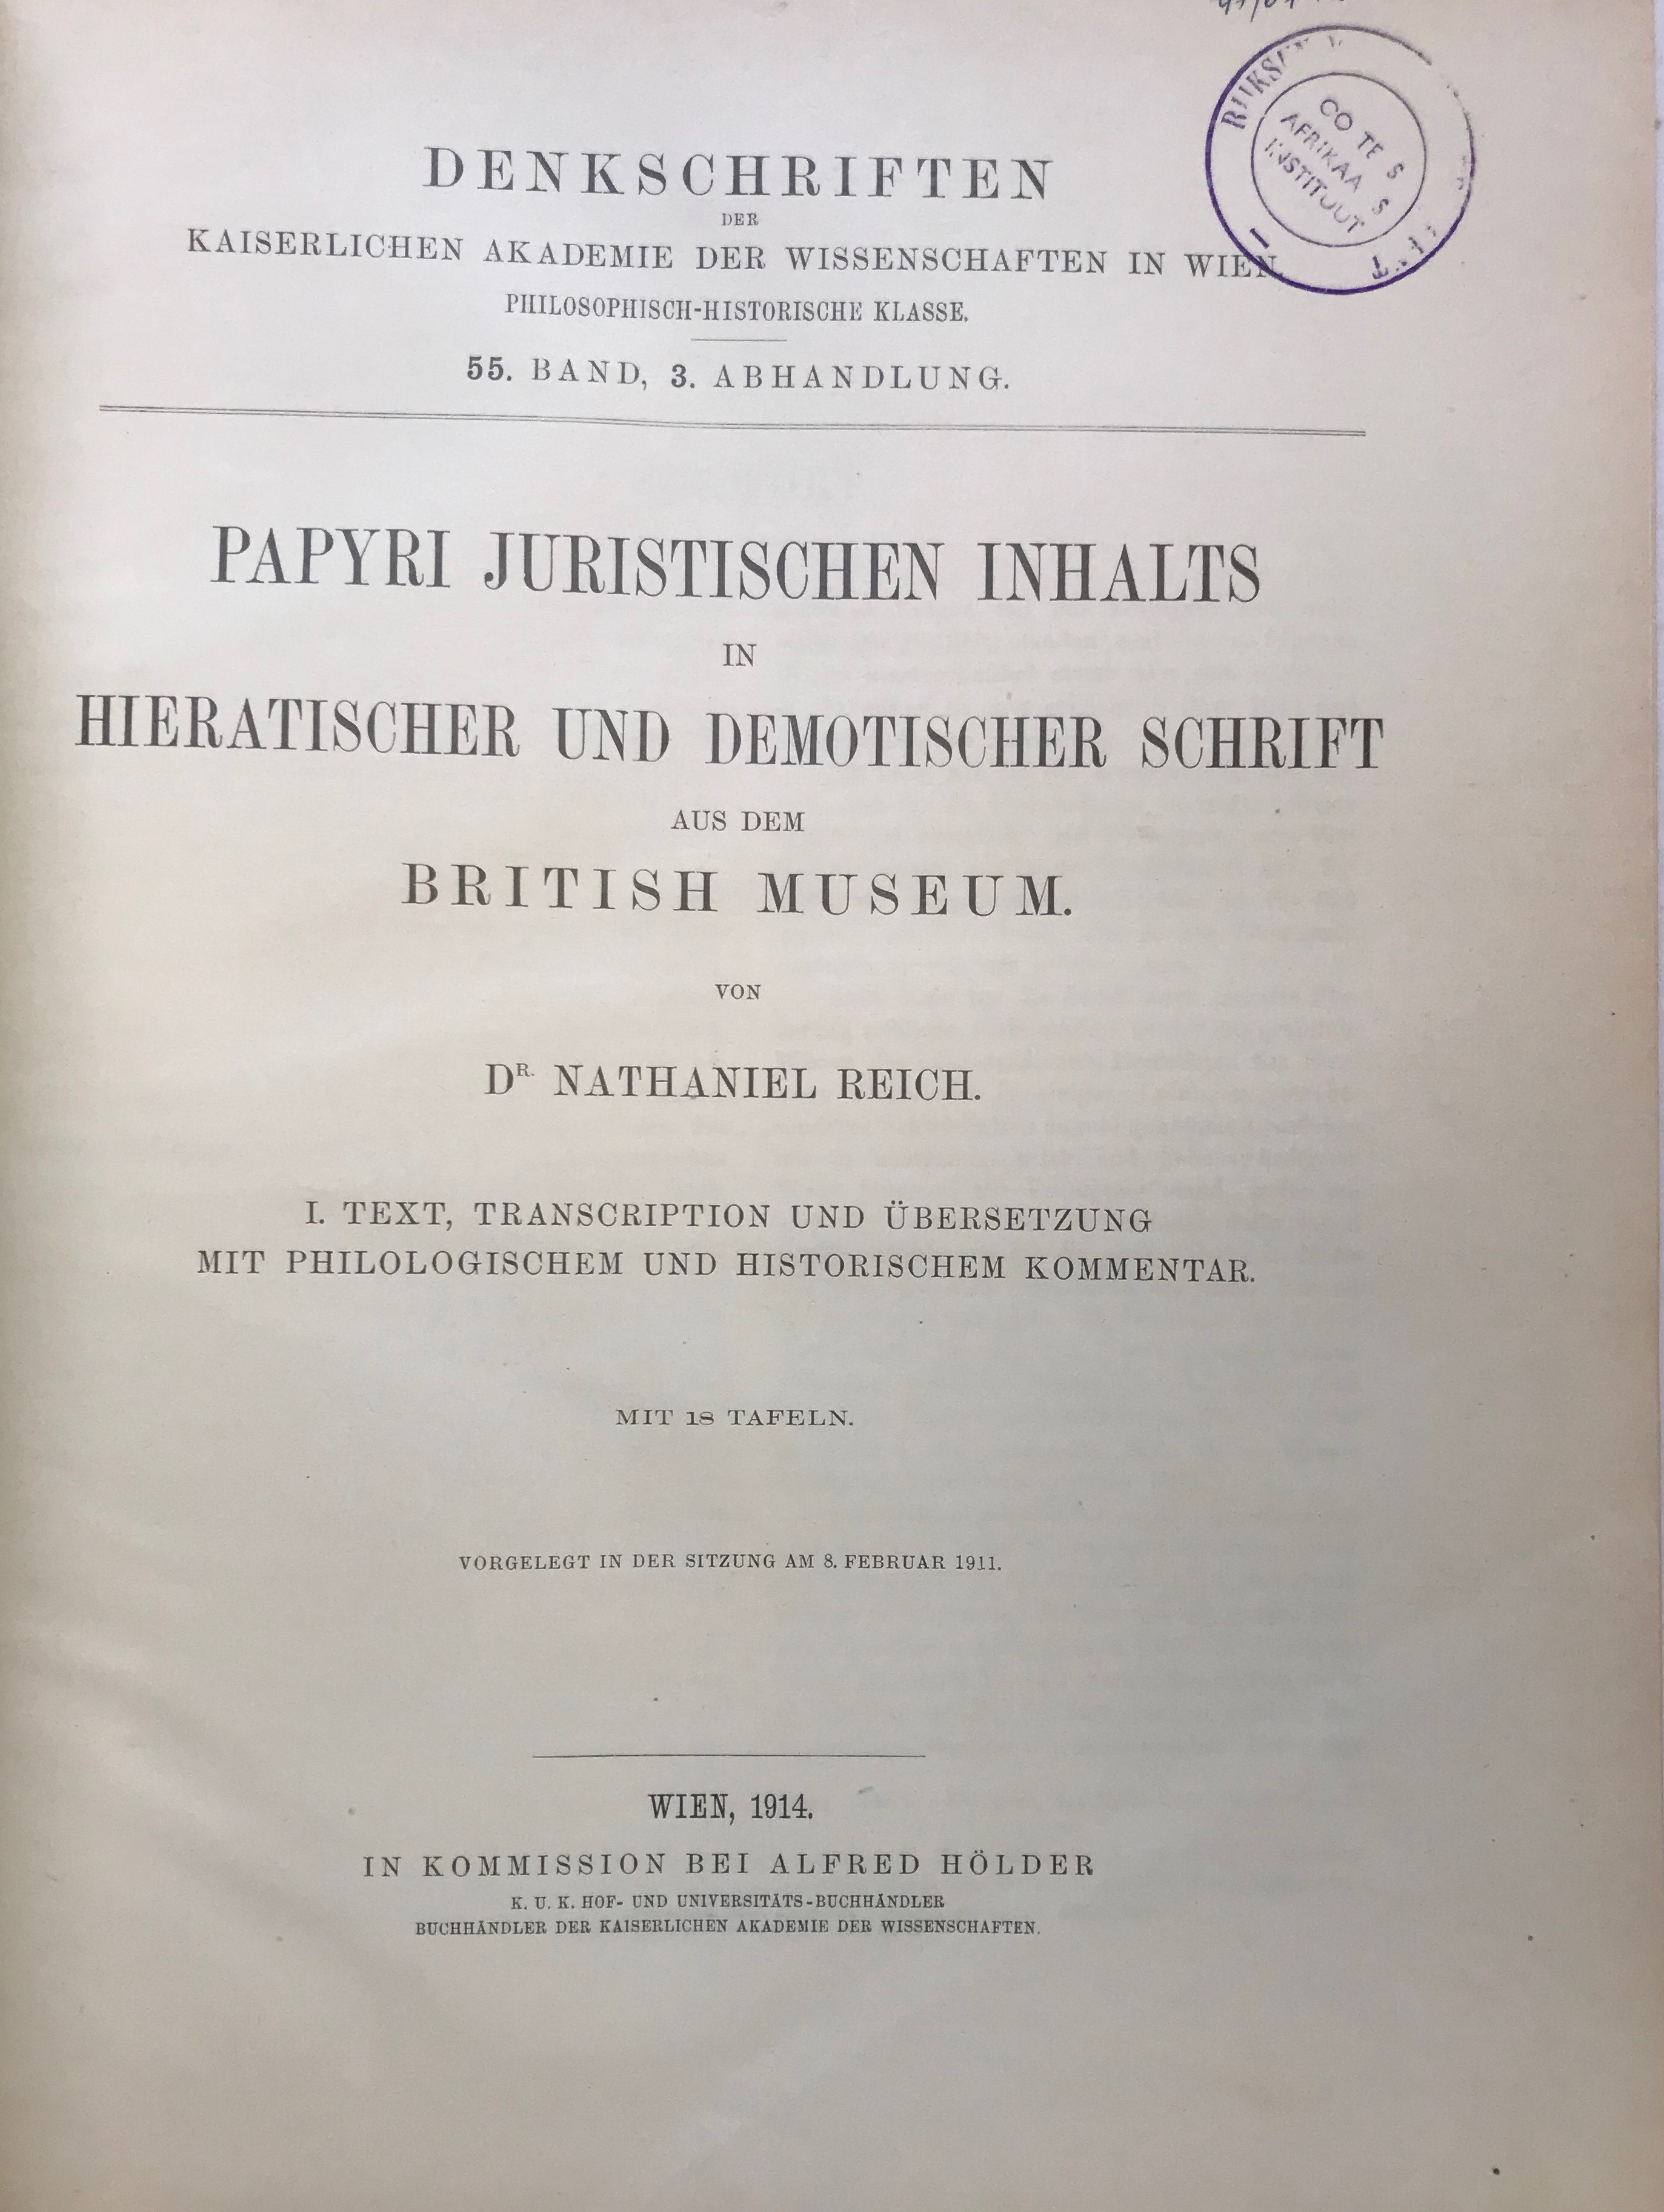 DENKSCHRIFTEN
DER
KAISERLICHEN AKADEMIE DER WISSENSCHAFTEN IN WIEN
PHILOSOPHISCH-HISTORISCHE KLASSE.
55. BAND, 3. ABHANDLUNG.
PAPYRI JURISTISCHEN INHALTS
IN
HIERATISCHER UND DEMOTISCHER SCHRIFT
AUS DEM
BRITISH MUSEUM.
VON
DR. NATHANIEL REICH.
I. TEXT, TRANSCRIPTION UND ÜBERSETZUNG
MIT PHILOLOGISCHEM UND HISTORISCHEM KOMMENTAR.
MIT 18 TAFELN.
VORGELEGT IN DER SITZUNG AM 8. FEBRUAR 1911.
WIEN, 1914.
IN KOMMISSION BEI ALFRED HÖLDER
K. U. K. HOF- UND UNIVERSITÄTS-BUCHHÄNDLER
BUCHHÄNDLER DER KAISERLICHEN AKADEMIE DER WISSENSCHAFTEN.
INSTITUUT